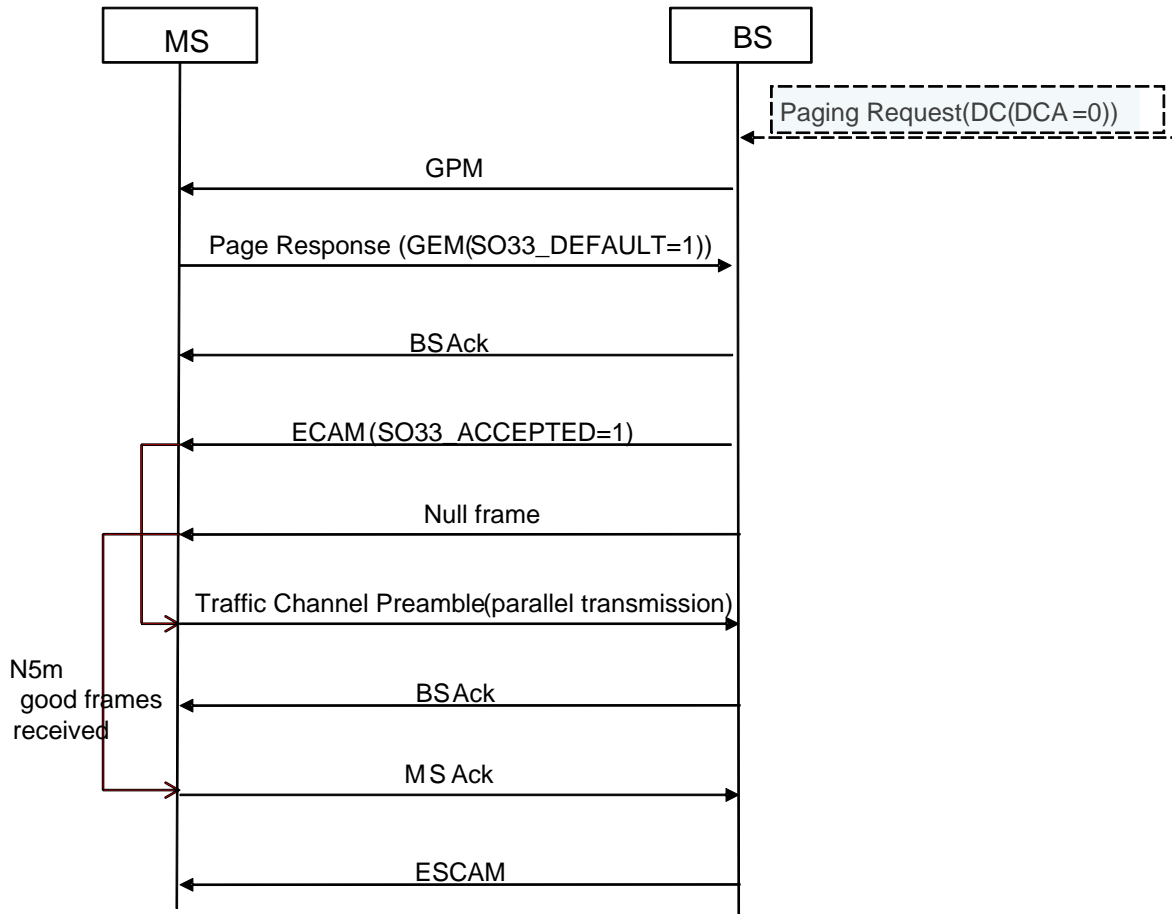 MS
BS
Paging Request(DC(DCA=0))
GPM
Page Response (GEM(SO33_DEFAULT=1))
BS Ack
ECAM(SO33_ACCEPTED=1)
Null frame
Traffic Channel Preamble(parallel transmission)
N5m
good frames
received
BS Ack
MS Ack
ESCAM